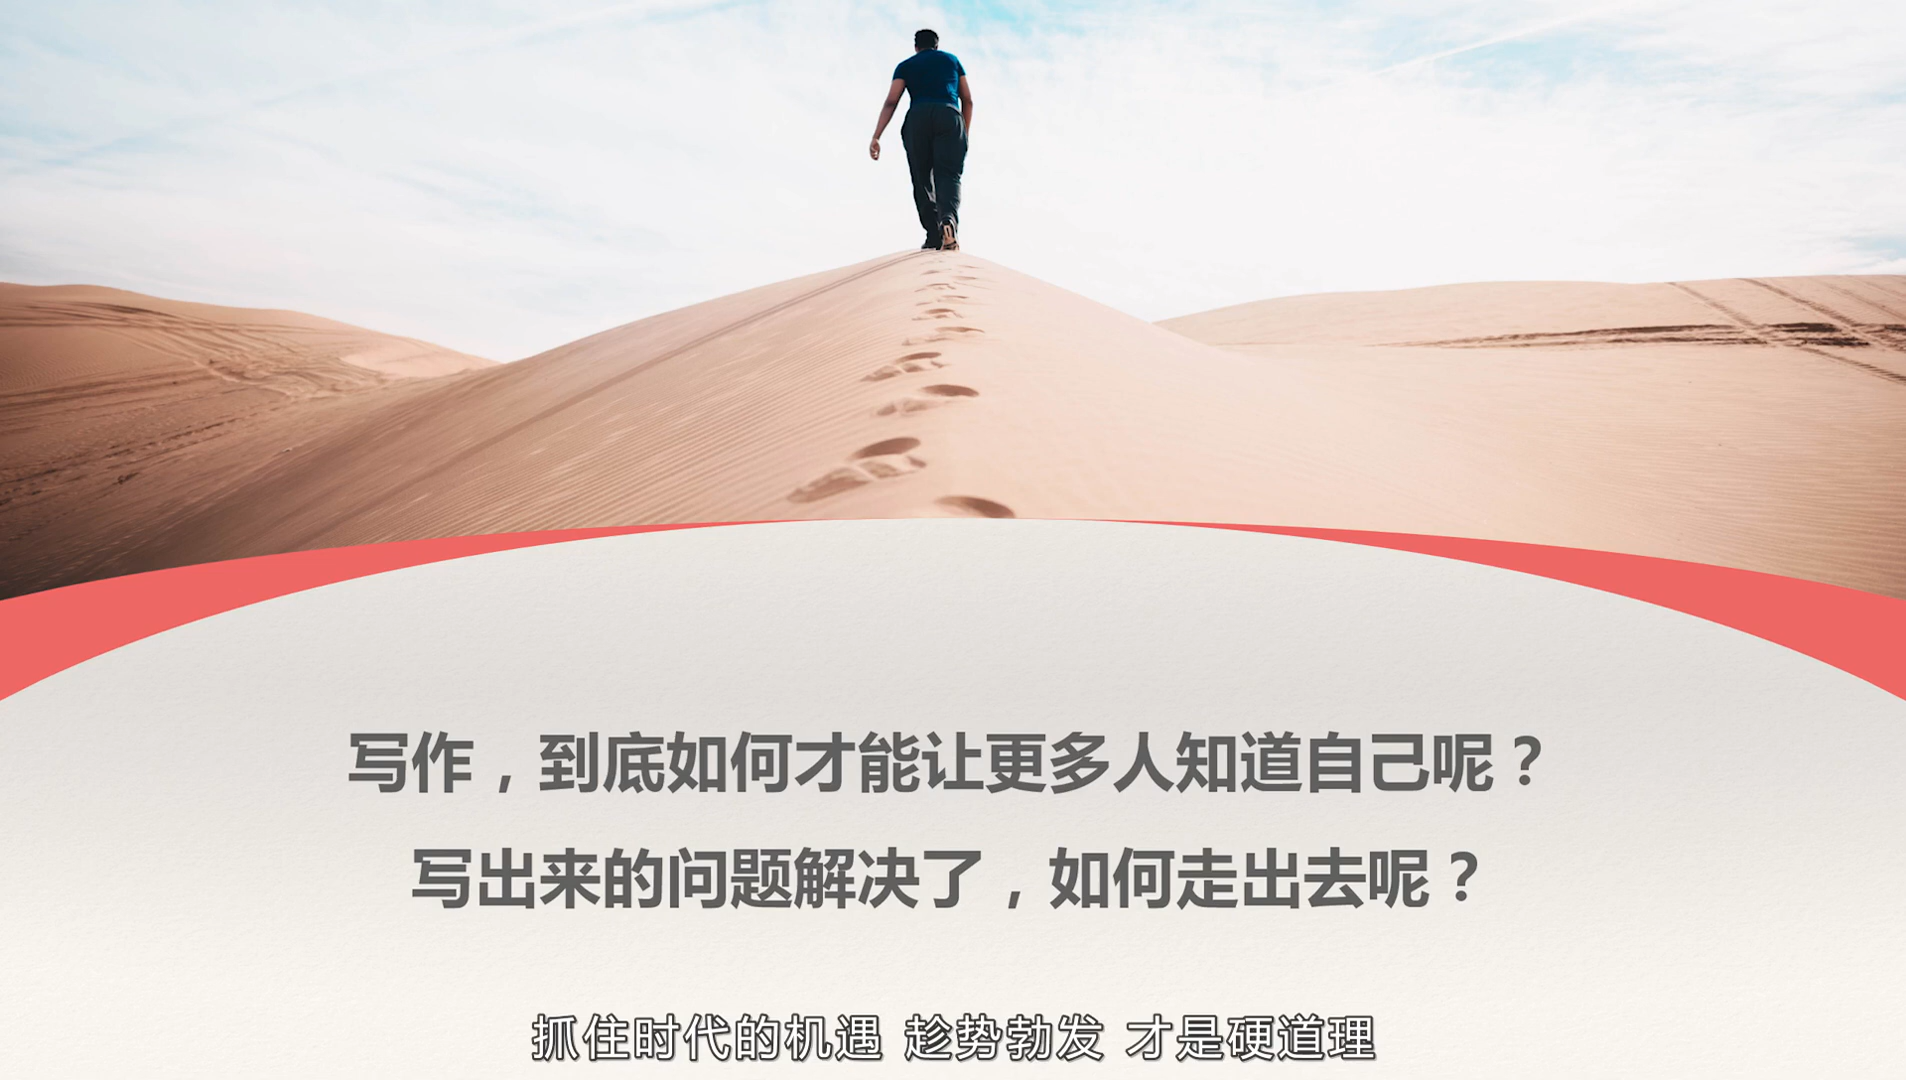 写作，到底如何才能让更多人知道自己呢？
写出来的问题解决了，如何走出去呢？
抓住时代的机遇 趁势勃发 才是硬道理